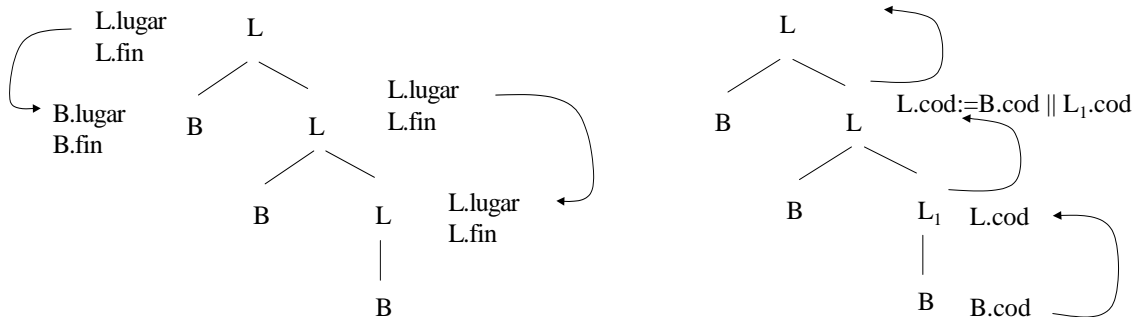 L.lugar
L.fin
L
B.lugar
B.fin
B
L
L.lugar
L.fin
B
L
L.lugar
L.fin
B
L
B
L
L.cod:=B.cod || L₁.cod
B
L₁
L.cod
B
B.cod